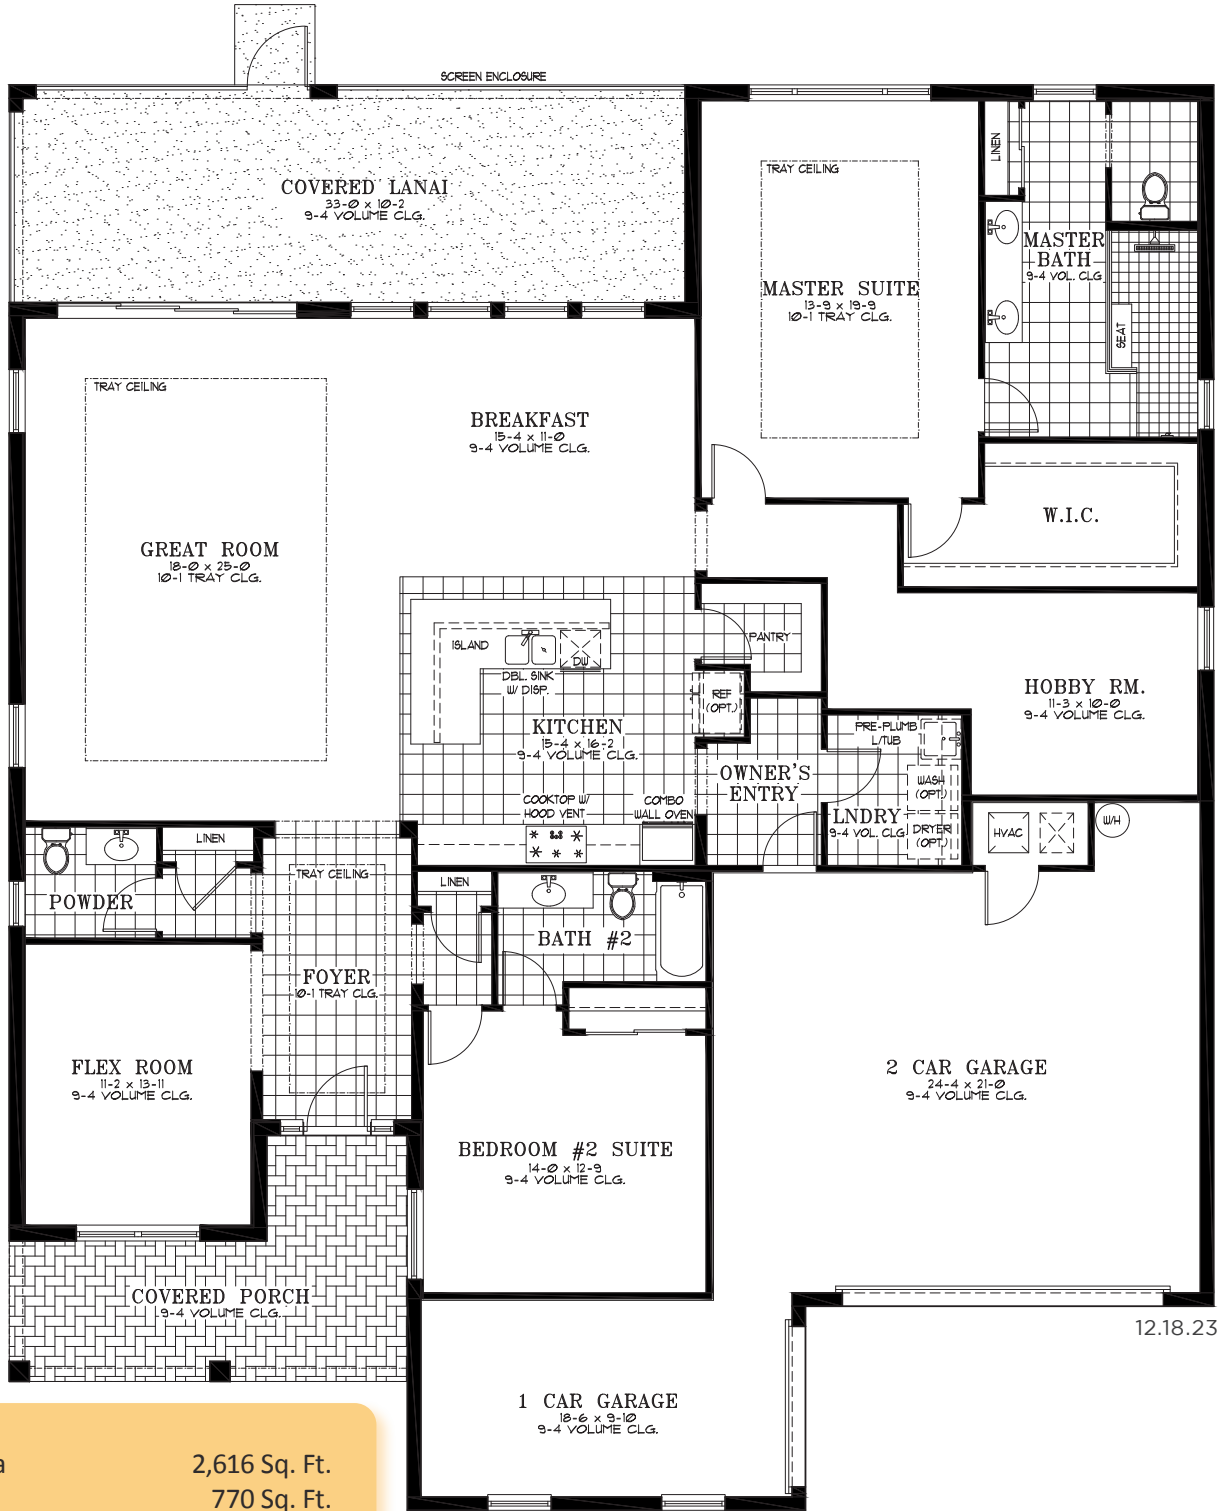 SCREEN ENCLOSURE
COVERED LANAI
33-0 x 10-2
9-4 VOLUME CLG.
TRAY CEILING
MASTER SUITE
13-9 x 19-9
10-1 TRAY CLG.
LINEN
MASTER
BATH
9-4 VOL. CLG
SEAT
TRAY CEILING
BREAKFAST
15-4 x 11-0
9-4 VOLUME CLG.
GREAT ROOM
18-0 x 25-0
10-1 TRAY CLG.
W.I.C.
ISLAND
DW
DBL. SINK
W/ DISP.
PANTRY
REF
(OPT.)
KITCHEN
15-4 x 16-2
9-4 VOLUME CLG.
HOBBY RM.
11-3 x 10-0
9-4 VOLUME CLG.
PRE-PLUMB
L/TUB
OWNER'S
ENTRY
WASH
(OPT.)
COOKTOP W/
HOOD VENT
COMBO
WALL OVEN
LNDRY
9-4 VOL. CLG
DRYER
(OPT.)
HVAC
W/H
LINEN
POWDER
TRAY CEILING
LINEN
BATH #2
FOYER
10-1 TRAY CLG.
FLEX ROOM
11-2 x 13-11
9-4 VOLUME CLG.
2 CAR GARAGE
24-4 x 21-0
9-4 VOLUME CLG.
BEDROOM #2 SUITE
14-0 x 12-9
9-4 VOLUME CLG.
COVERED PORCH
9-4 VOLUME CLG.
12.18.23
1 CAR GARAGE
18-6 x 9-10
9-4 VOLUME CLG.
a 2,616 Sq. Ft.
770 Sq. Ft.